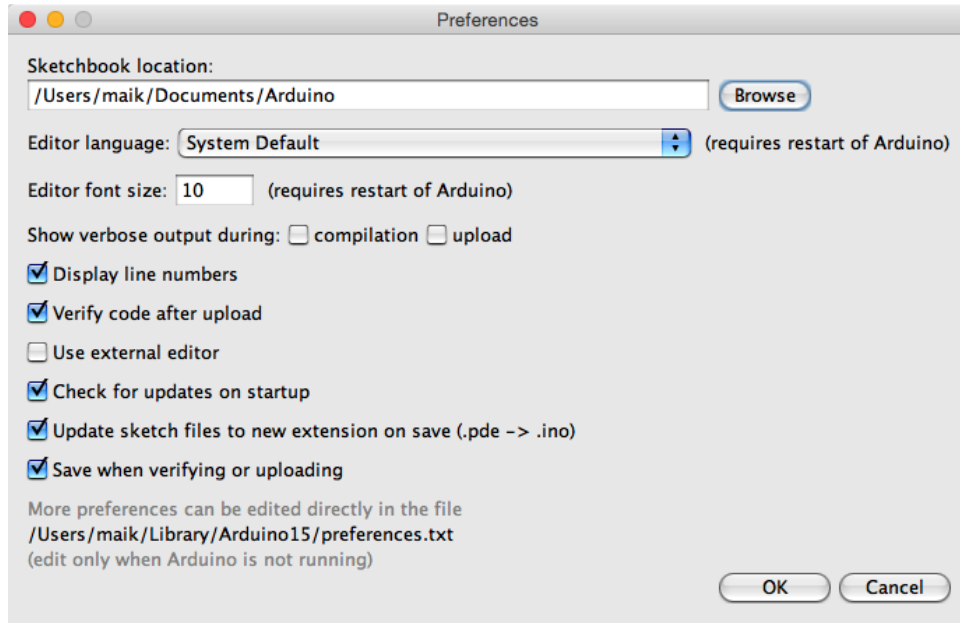 Preferences
Sketchbook location:
/Users/maik/Documents/Arduino Browse
Editor language: System Default (requires restart of Arduino)
Editor font size: 10 (requires restart of Arduino)
Show verbose output during: compilation upload
Display line numbers
Verify code after upload
Use external editor
Check for updates on startup
Update sketch files to new extension on save (.pde -> .ino)
Save when verifying or uploading
More preferences can be edited directly in the file
/Users/maik/Library/Arduino15/preferences.txt
(edit only when Arduino is not running)
OK Cancel